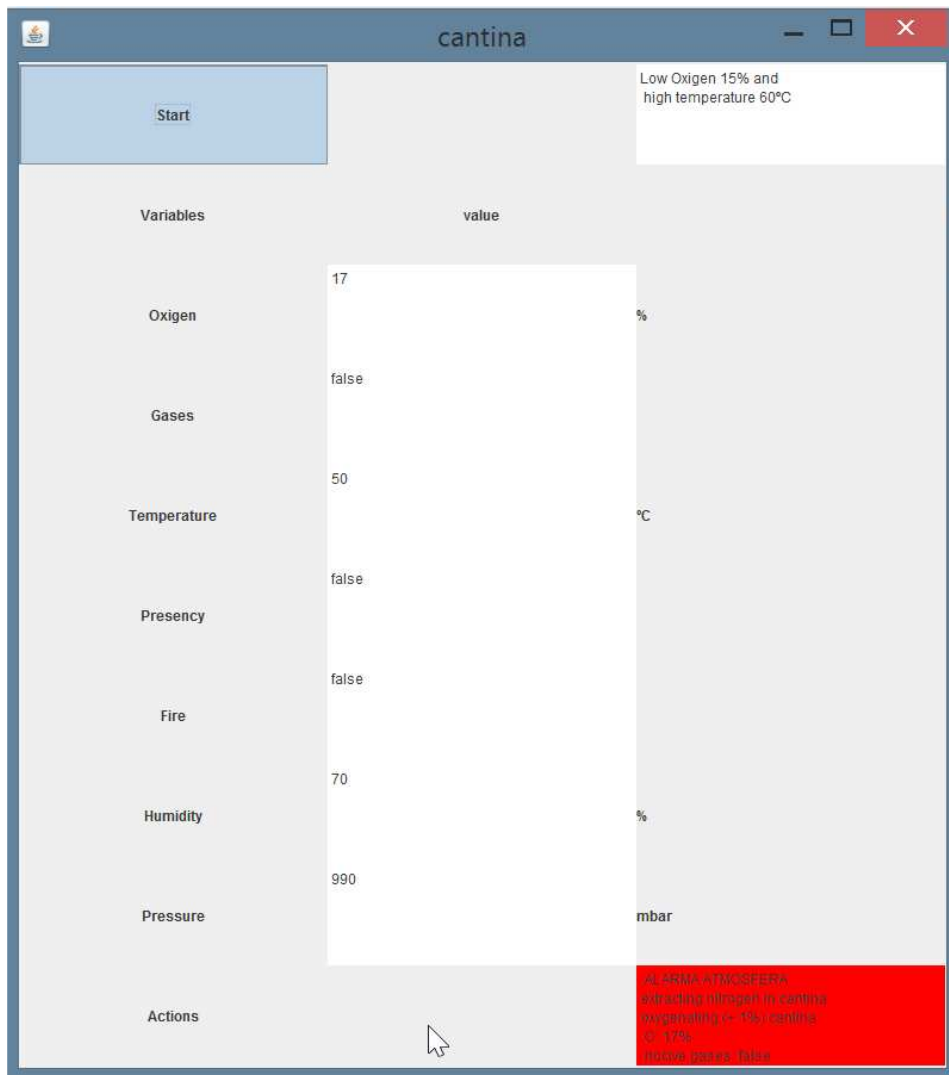 cantina
Start
Low Oxigen 15% and
high temperature 60ºC
Variables
value
17
Oxigen
%
false
Gases
50
Temperature
ºC
false
Presency
false
Fire
70
Humidity
%
990
Pressure
mbar
Actions
ALARMA ATMOSFERA
extracting nitrogen in cantina
oxygenating (+ 1%) cantina
O: 17%
nocive gases: false